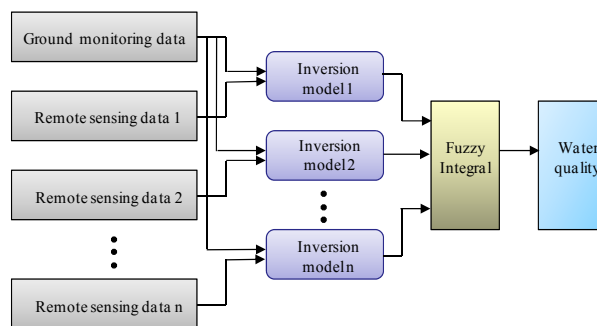 Ground monitoring data
Remote sensing data 1
Remote sensing data 2
Remote sensing data n
Inversion
model1
Inversion
model2
Inversion
modeln
Fuzzy
Integral
Water
quality